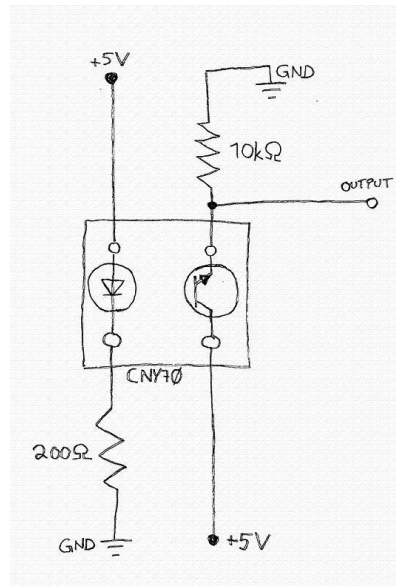 +5V
GND
10kΩ
OUTPUT
CNY70
200Ω
GND
+5V